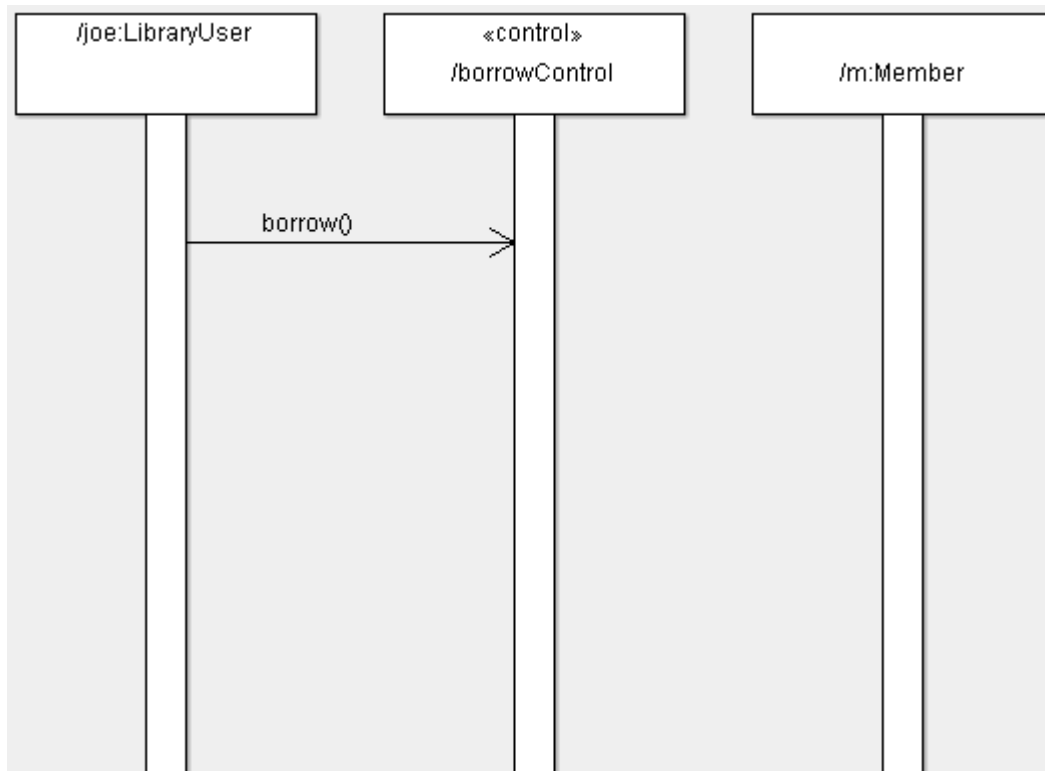 /joe:LibraryUser
«control»
/borrowControl
/m:Member
borrow()